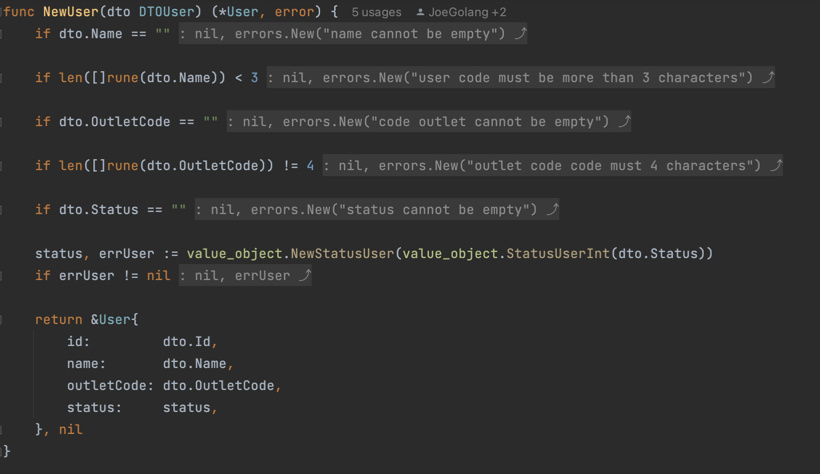 func NewUser(dto DTOUser) (*User, error) { 5 usages JoeGolang +2
if dto.Name == "" : nil, errors.New("name cannot be empty")
if len([]rune(dto.Name)) < 3 : nil, errors.New("user code must be more than 3 characters")
if dto.OutletCode == "" : nil, errors.New("code outlet cannot be empty")
if len([]rune(dto.OutletCode)) != 4 : nil, errors.New("outlet code code must 4 characters")
if dto.Status == "" : nil, errors.New("status cannot be empty")
status, errUser := value_object.NewStatusUser(value_object.StatusUserInt(dto.Status))
if errUser != nil : nil, errUser
return &User{
id: dto.Id,
name: dto.Name,
outletCode: dto.OutletCode,
status: status,
}, nil
}